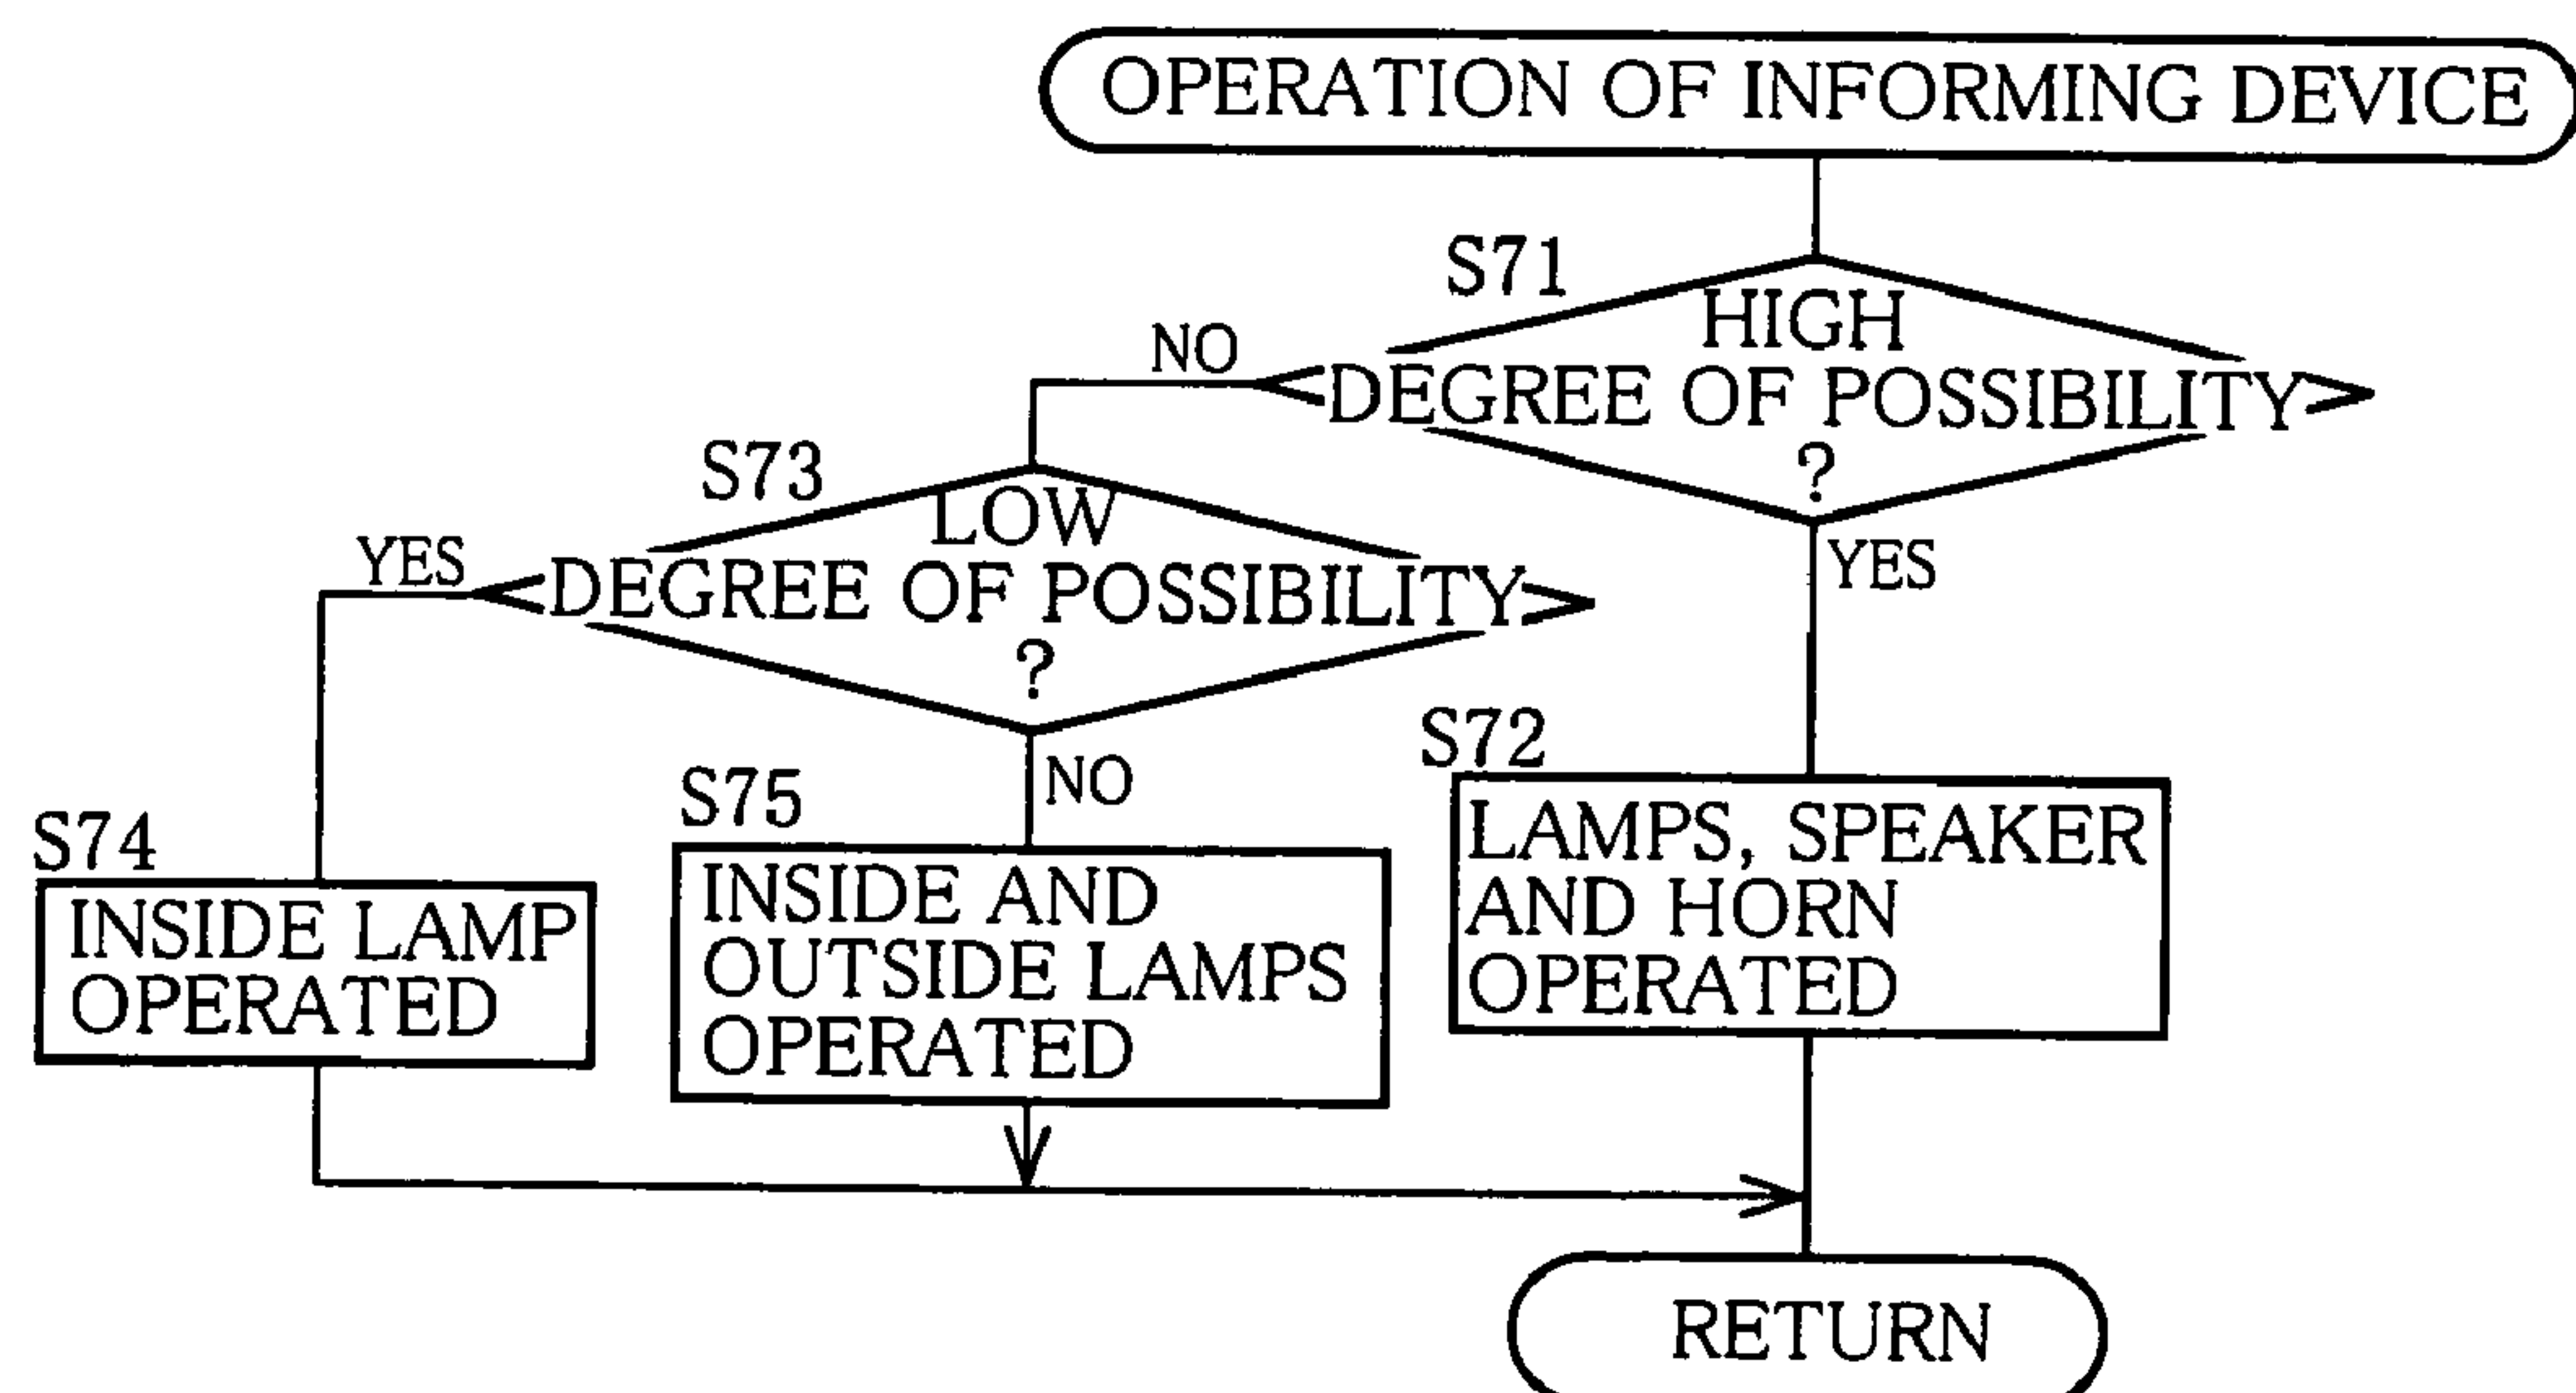 OPERATION OF INFORMING DEVICE
S71
HIGH
DEGREE OF POSSIBILITY
?
NO
YES
S73
LOW
DEGREE OF POSSIBILITY
?
YES
NO
S74
INSIDE LAMP
OPERATED
S75
INSIDE AND
OUTSIDE LAMPS
OPERATED
S72
LAMPS, SPEAKER
AND HORN
OPERATED
RETURN